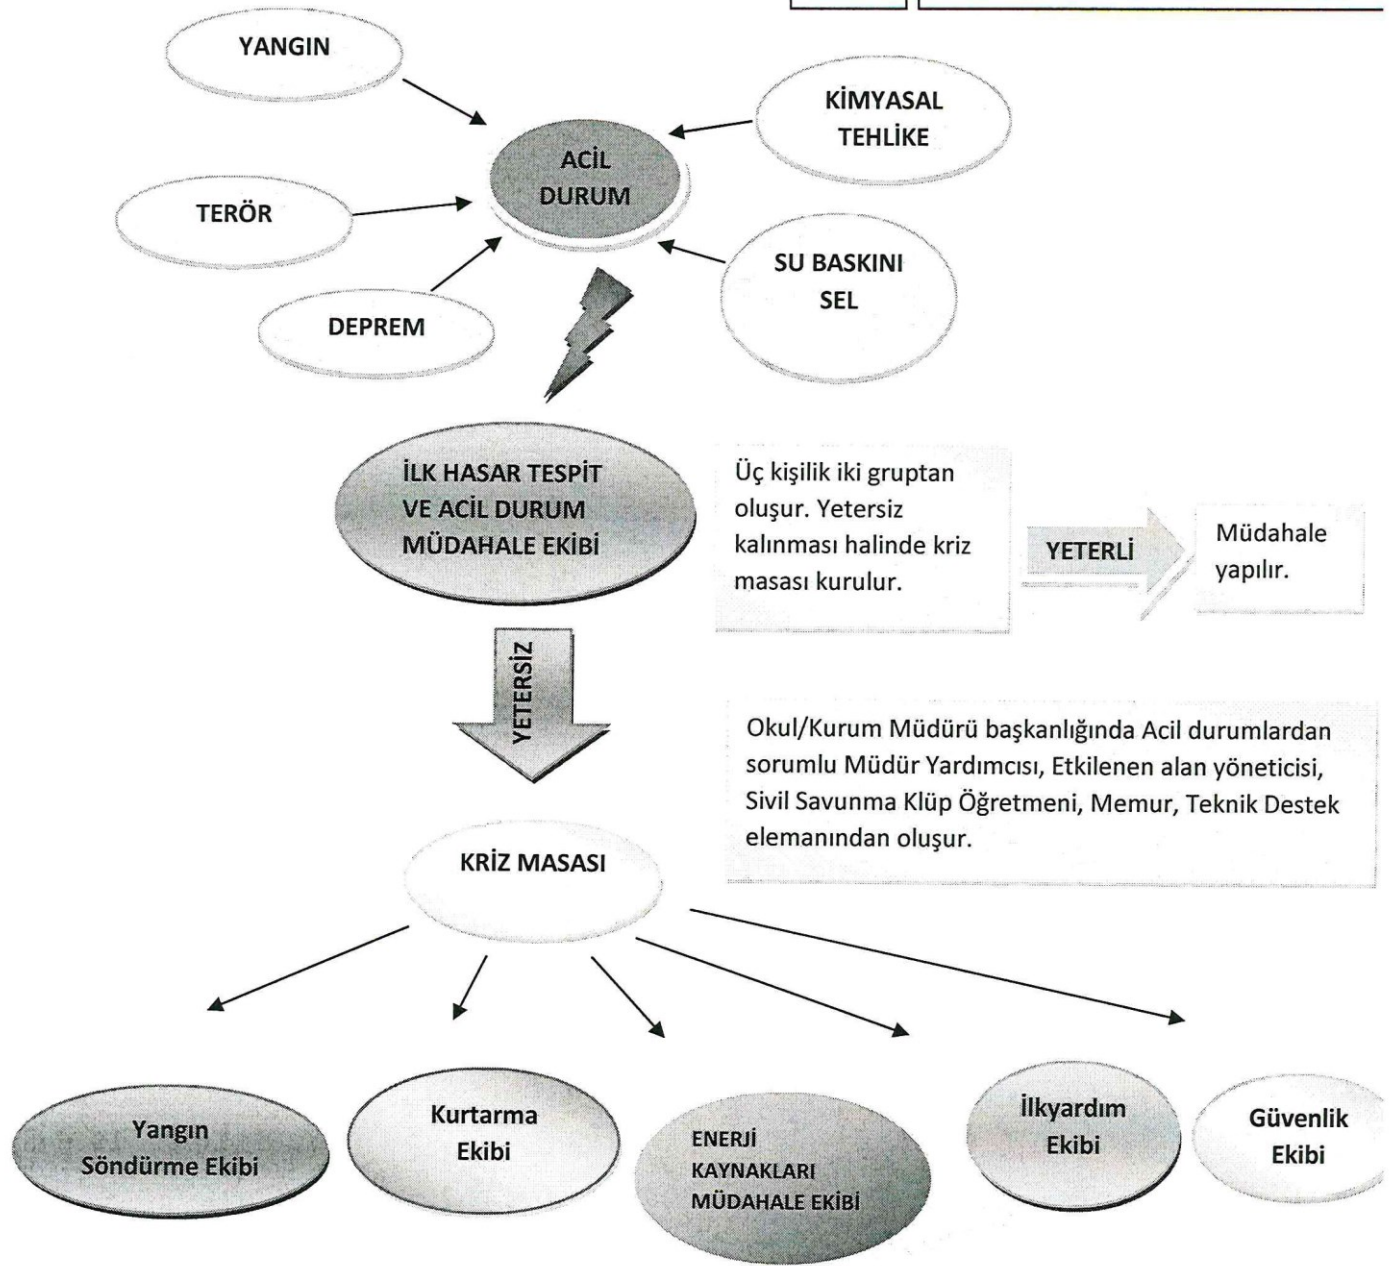 YANGIN
KİMYASAL
TEHLİKE
ACİL
DURUM
TERÖR
SU BASKINI
SEL
DEPREM
İLK HASAR TESPİT
VE ACİL DURUM
MÜDAHALE EKİBİ
Üç kişilik iki gruptan
oluşur. Yetersiz
kalınması halinde kriz
masası kurulur.
YETERLİ
Müdahale
yapılır.
YETERSİZ
Okul/Kurum Müdürü başkanlığında Acil durumlardan
sorumlu Müdür Yardımcısı, Etkilenen alan yöneticisi,
Sivil Savunma Klüp Öğretmeni, Memur, Teknik Destek
elemanından oluşur.
KRİZ MASASI
Yangın
Söndürme Ekibi
Kurtarma
Ekibi
ENERJİ
KAYNAKLARI
MÜDAHALE EKİBİ
İlkyardım
Ekibi
Güvenlik
Ekibi